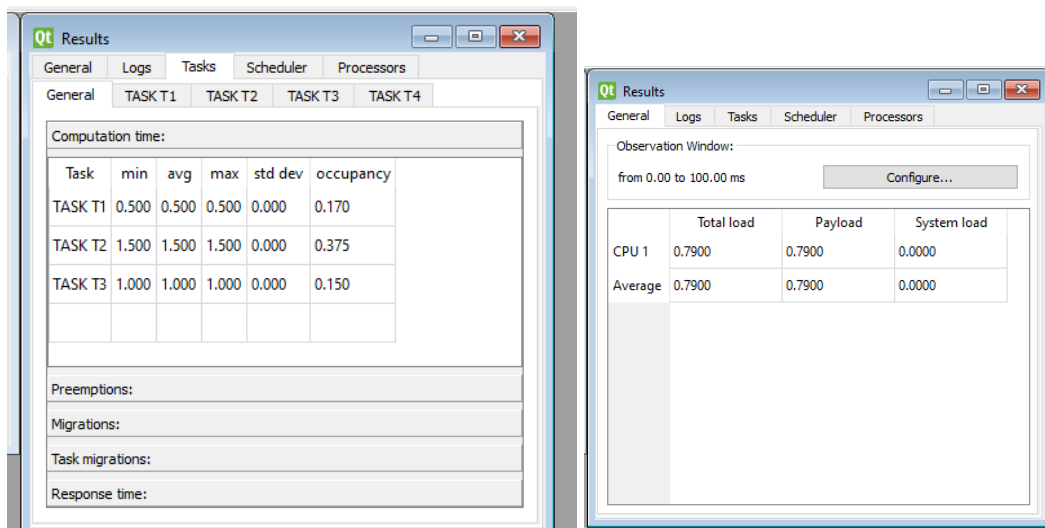 Qt Results
General Logs Tasks Scheduler Processors
General TASK T1 TASK T2 TASK T3 TASK T4
Computation time:
Task min avg max std dev occupancy
TASK T1 0.500 0.500 0.500 0.000 0.170
TASK T2 1.500 1.500 1.500 0.000 0.375
TASK T3 1.000 1.000 1.000 0.000 0.150
Preemptions:
Migrations:
Task migrations:
Response time:
Qt Results
General Logs Tasks Scheduler Processors
Observation Window:
from 0.00 to 100.00 ms Configure...
Total load Payload System load
CPU 1 0.7900 0.7900 0.0000
Average 0.7900 0.7900 0.0000